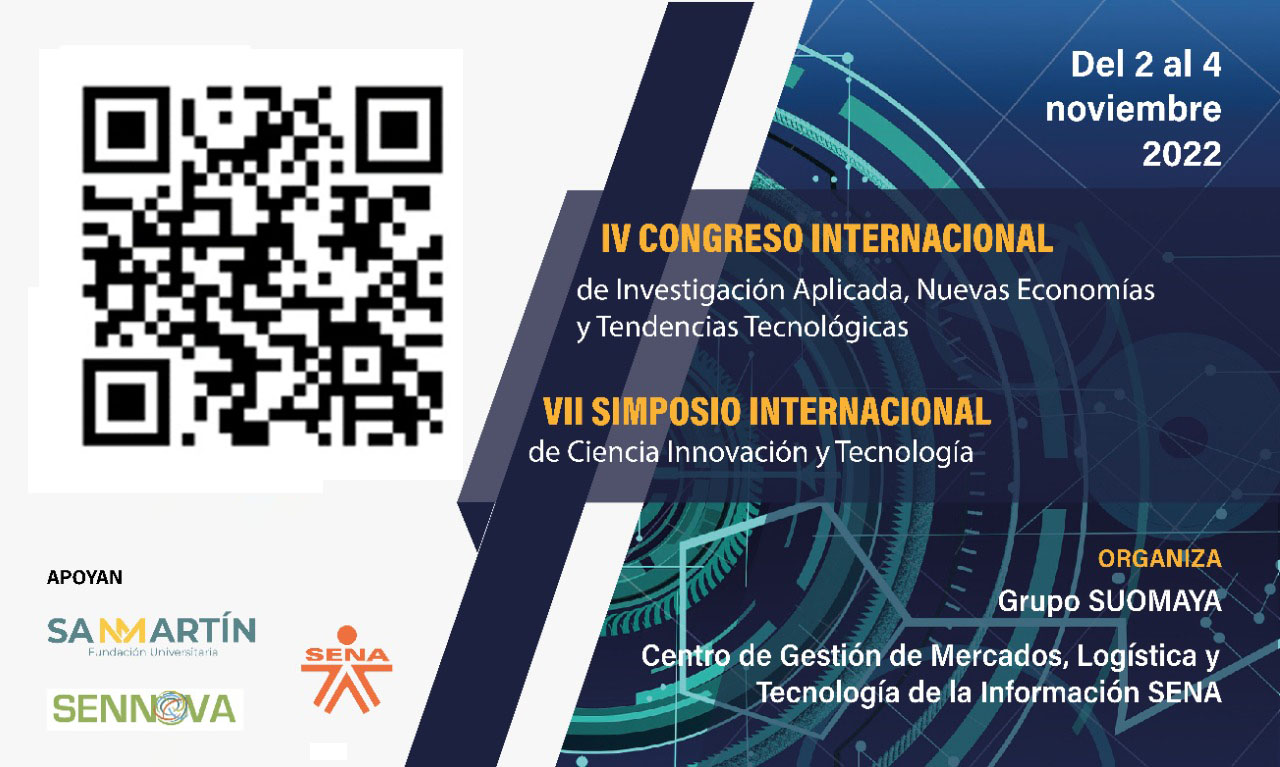 Del 2 al 4
noviembre
2022
IV CONGRESO INTERNACIONAL
de Investigación Aplicada, Nuevas Economías
y Tendencias Tecnológicas
VII SIMPOSIO INTERNACIONAL
de Ciencia Innovación y Tecnología
APOYAN
SANMARTÍN
Fundación Universitaria
SENA
SENNOVA
ORGANIZA
Grupo SUOMAYA
Centro de Gestión de Mercados, Logística y
Tecnología de la Información SENA